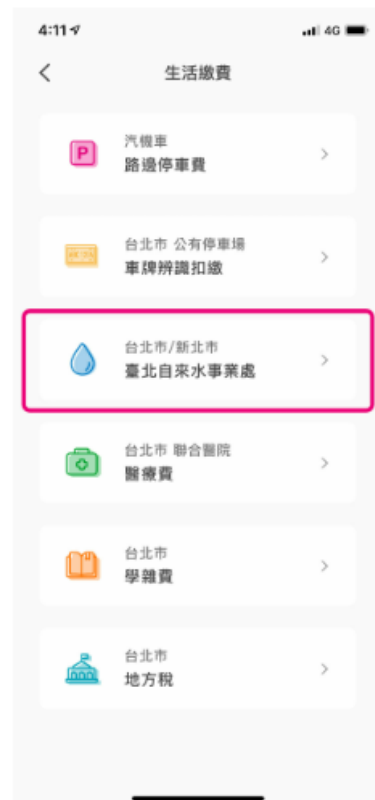 4:11
4G
生活繳費
P
汽機車
路邊停車費
台北市 公有停車場
車牌辨識扣繳
台北市/新北市
臺北自來水事業處
台北市 聯合醫院
醫療費
台北市
學雜費
台北市
地方稅